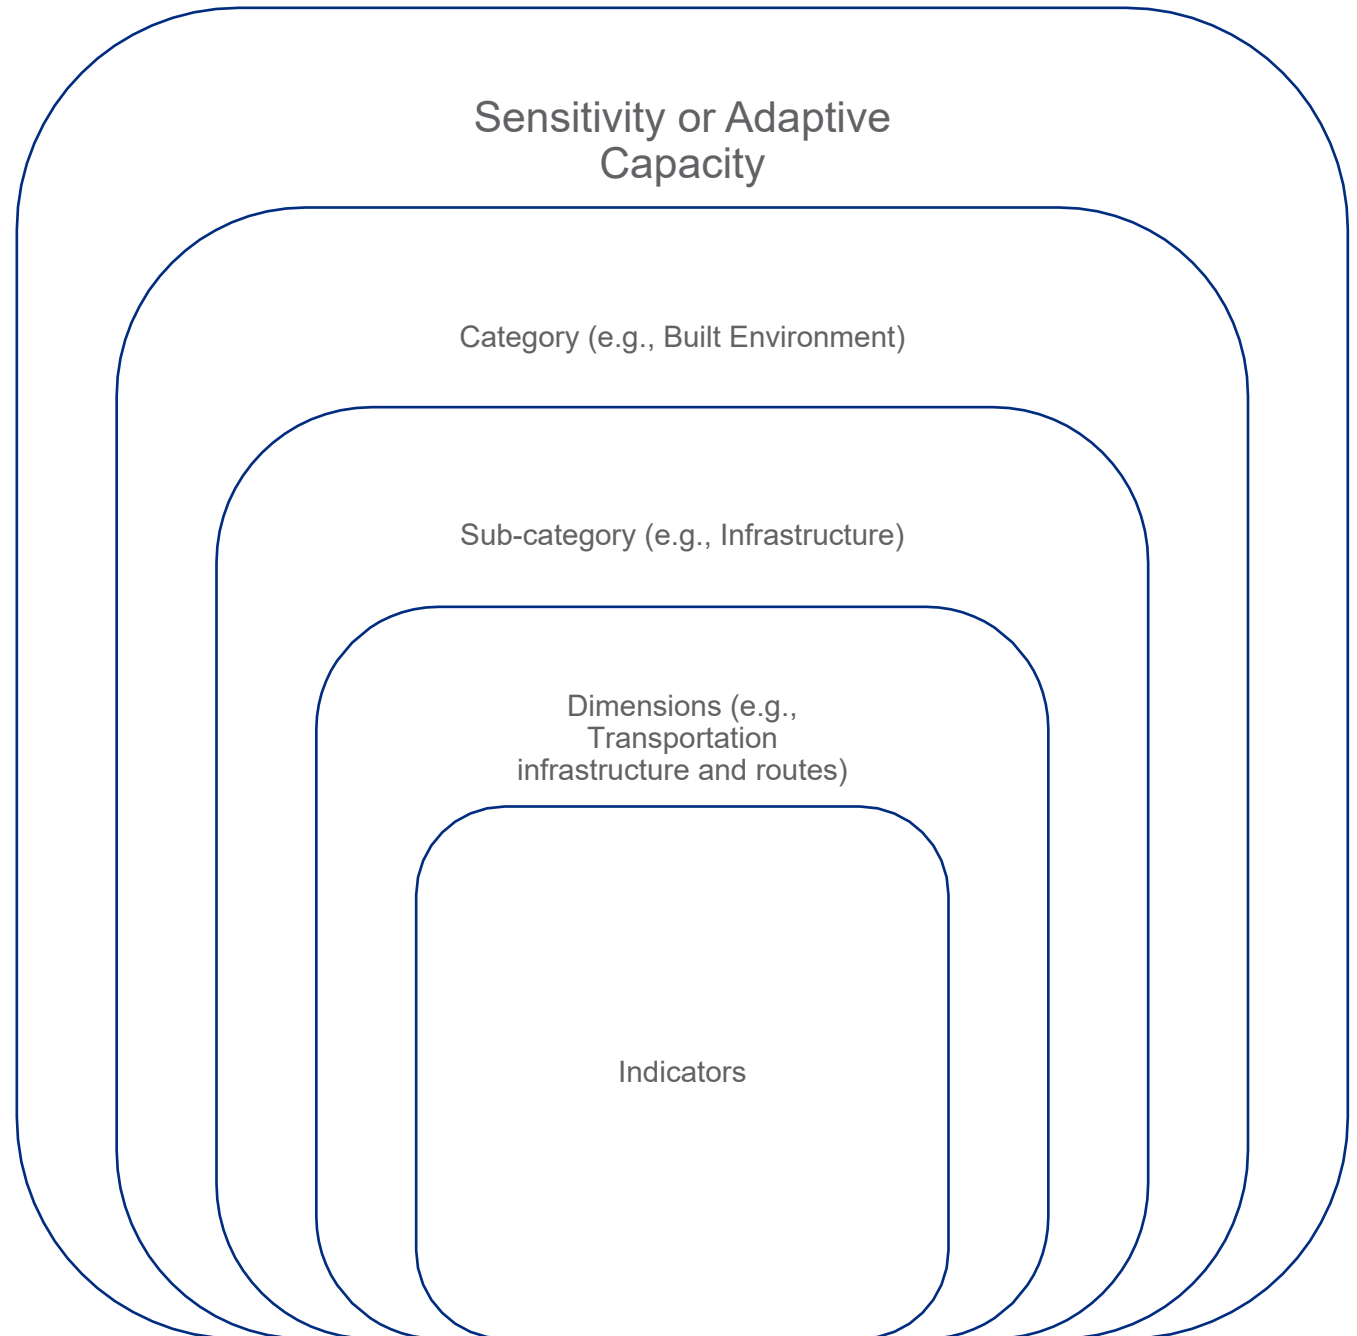 Sensitivity or Adaptive
Capacity
Category (e.g., Built Environment)
Sub-category (e.g., Infrastructure)
Dimensions (e.g.,
Transportation
infrastructure and routes)
Indicators